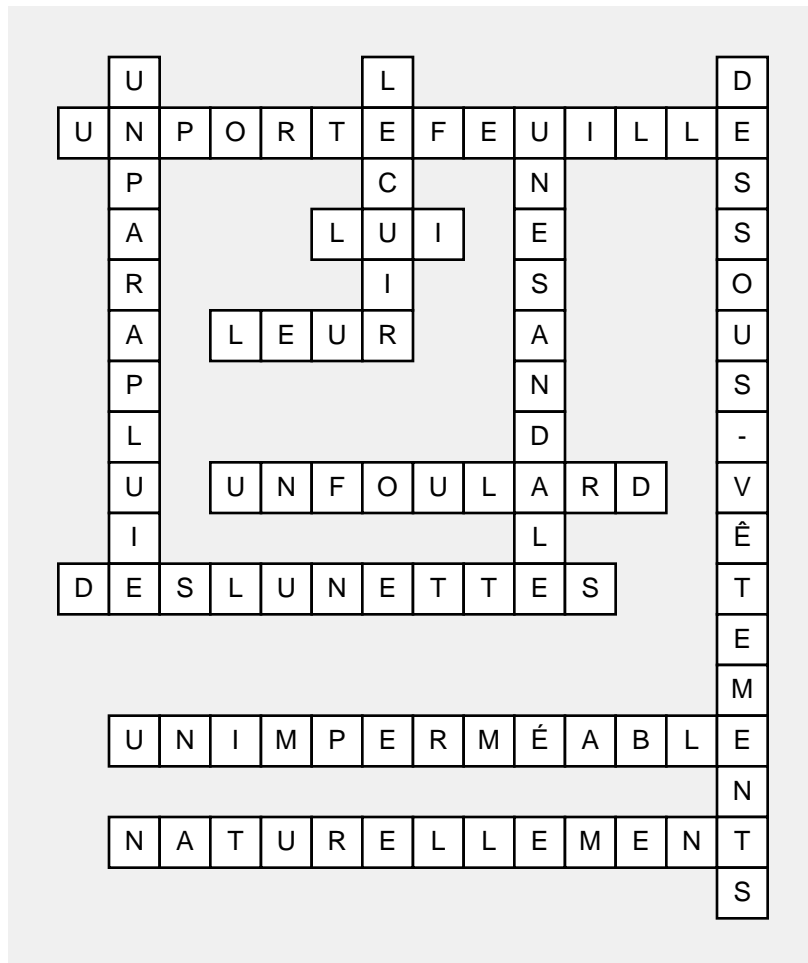 UNPARAPLUIE
LECUIR
DESSOUS-VÊTEMENTS
UNPORTEFEUILLE
UNESANDALE
LUI
LEUR
UNFOULARD
DESLUNETTES
UNIMPERMÉABLE
NATURELLEMENT